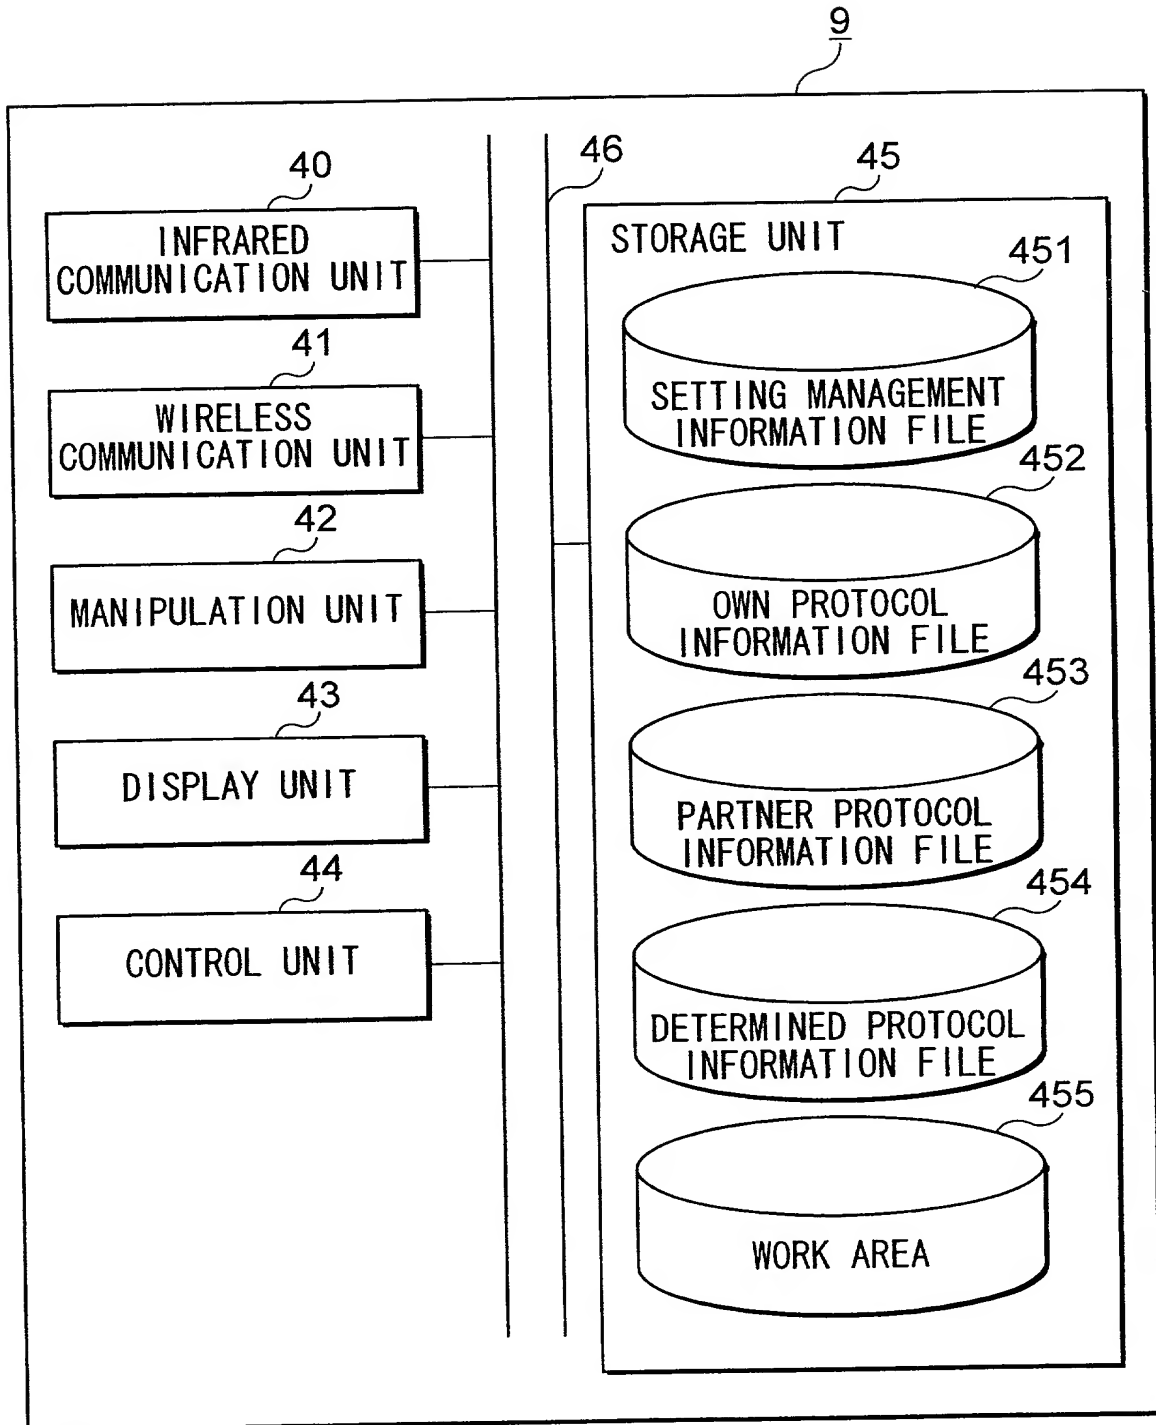 9
40
INFRARED
COMMUNICATION UNIT
41
WIRELESS
COMMUNICATION UNIT
42
MANIPULATION UNIT
43
DISPLAY UNIT
44
CONTROL UNIT
46
45
STORAGE UNIT
451
SETTING MANAGEMENT
INFORMATION FILE
452
OWN PROTOCOL
INFORMATION FILE
453
PARTNER PROTOCOL
INFORMATION FILE
454
DETERMINED PROTOCOL
INFORMATION FILE
455
WORK AREA